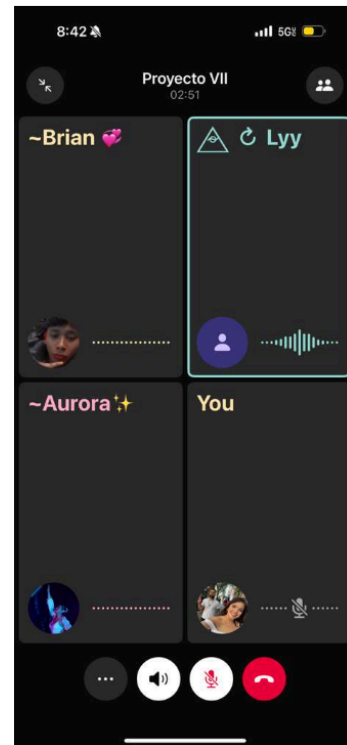 8:42
5G
Proyecto VII
02:51
~Brian 💞
Lyy
~Aurora✨
You